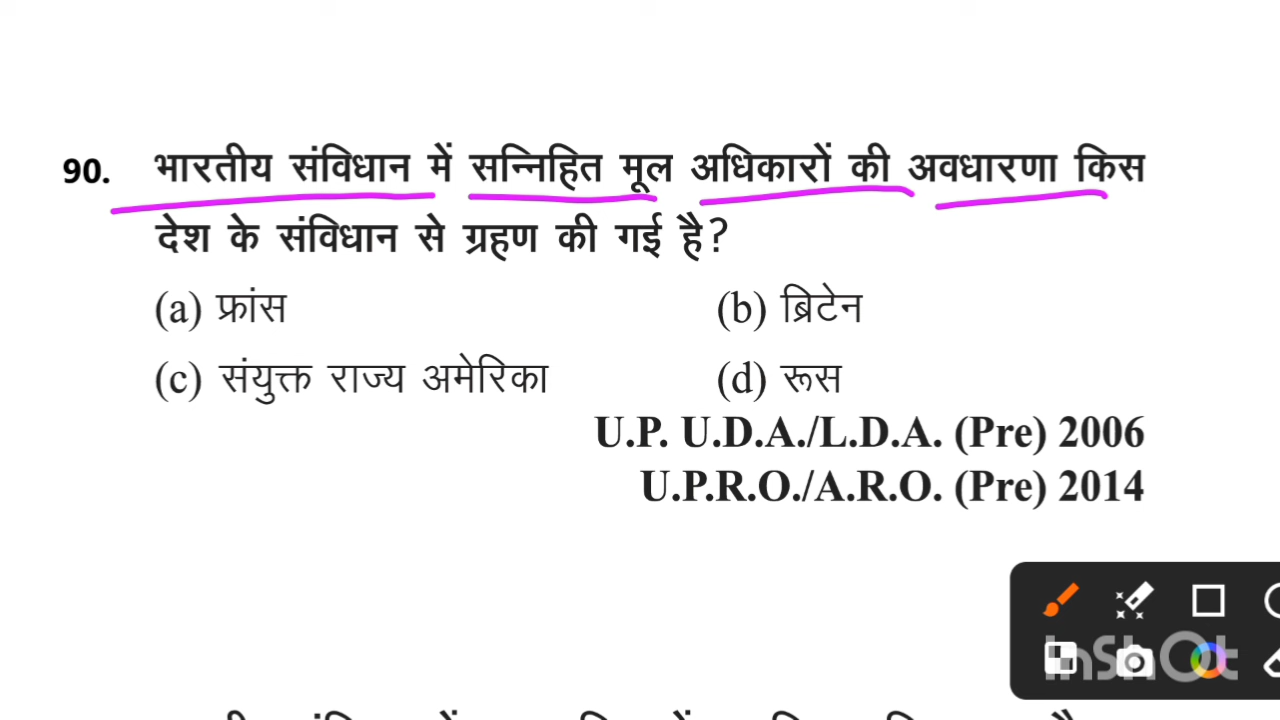 90. भारतीय संविधान में सन्निहित मूल अधिकारों की अवधारणा किस
देश के संविधान से ग्रहण की गई है?
(a) फ्रांस (b) ब्रिटेन
(c) संयुक्त राज्य अमेरिका (d) रूस
U.P. U.D.A./L.D.A. (Pre) 2006
U.P.R.O./A.R.O. (Pre) 2014
InShOt